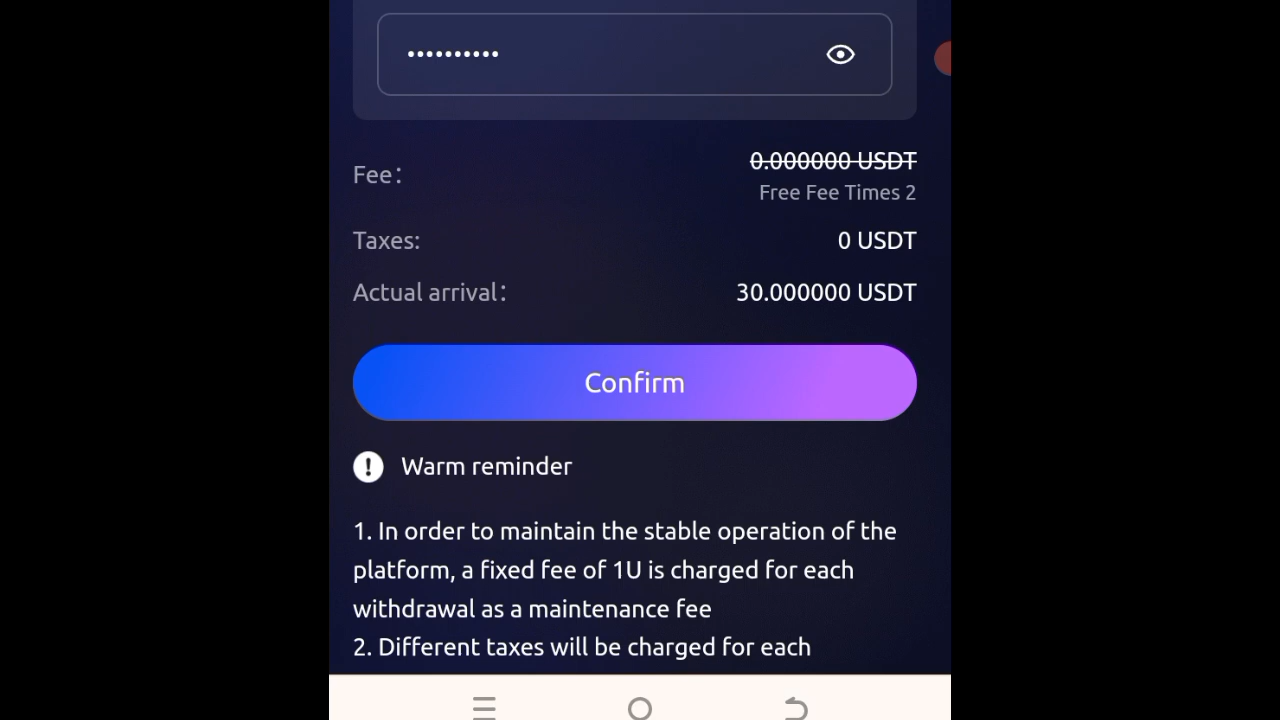 ••••••••••
Fee:
0.000000 USDT
Free Fee Times 2
Taxes:
0 USDT
Actual arrival:
30.000000 USDT
Confirm
! Warm reminder
1. In order to maintain the stable operation of the
platform, a fixed fee of 1U is charged for each
withdrawal as a maintenance fee
2. Different taxes will be charged for each